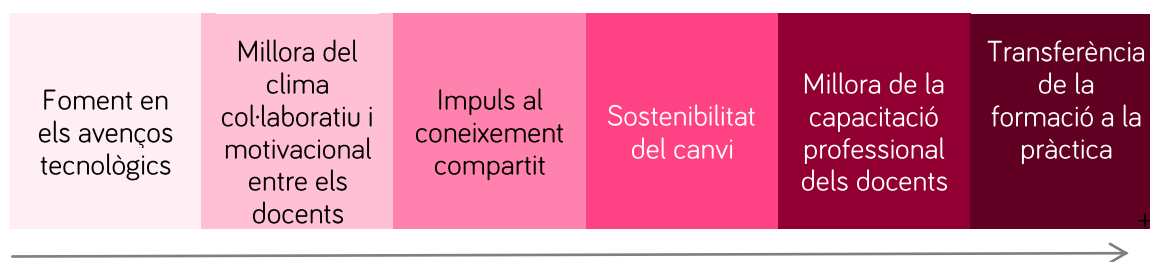 Foment en
els avenços
tecnològics
Millora del
clima
col·laboratiu i
motivacional
entre els
docents
Impuls al
coneixement
compartit
Sostenibilitat
del canvi
Millora de la
capacitació
professional
dels docents
Transferència
de la
formació a la
pràctica
+